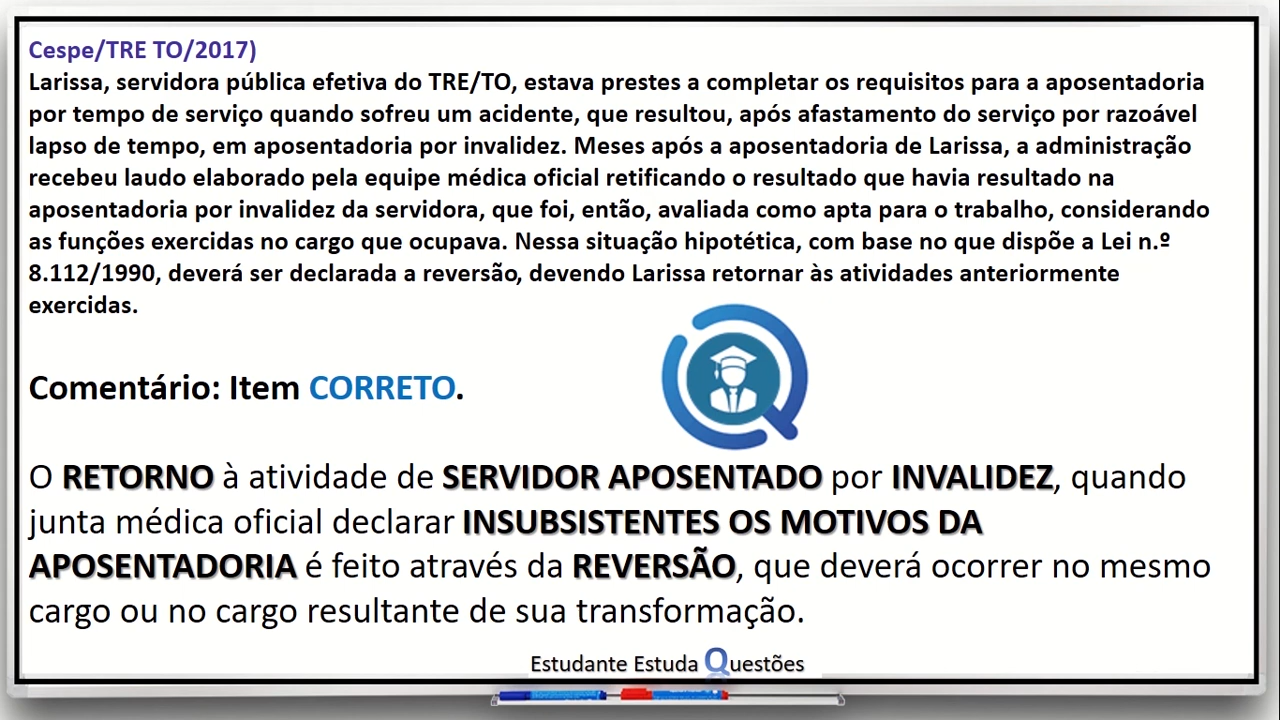 Cespe/TRE TO/2017)
Larissa, servidora pública efetiva do TRE/TO, estava prestes a completar os requisitos para a aposentadoria
por tempo de serviço quando sofreu um acidente, que resultou, após afastamento do serviço por razoável
lapso de tempo, em aposentadoria por invalidez. Meses após a aposentadoria de Larissa, a administração
recebeu laudo elaborado pela equipe médica oficial retificando o resultado que havia resultado na
aposentadoria por invalidez da servidora, que foi, então, avaliada como apta para o trabalho, considerando
as funções exercidas no cargo que ocupava. Nessa situação hipotética, com base no que dispõe a Lei n.º
8.112/1990, deverá ser declarada a reversão, devendo Larissa retornar às atividades anteriormente
exercidas.
Comentário: Item CORRETO.
O RETORNO à atividade de SERVIDOR APOSENTADO por INVALIDEZ, quando
junta médica oficial declarar INSUBSISTENTES OS MOTIVOS DA
APOSENTADORIA é feito através da REVERSÃO, que deverá ocorrer no mesmo
cargo ou no cargo resultante de sua transformação.
Estudante Estuda Questões